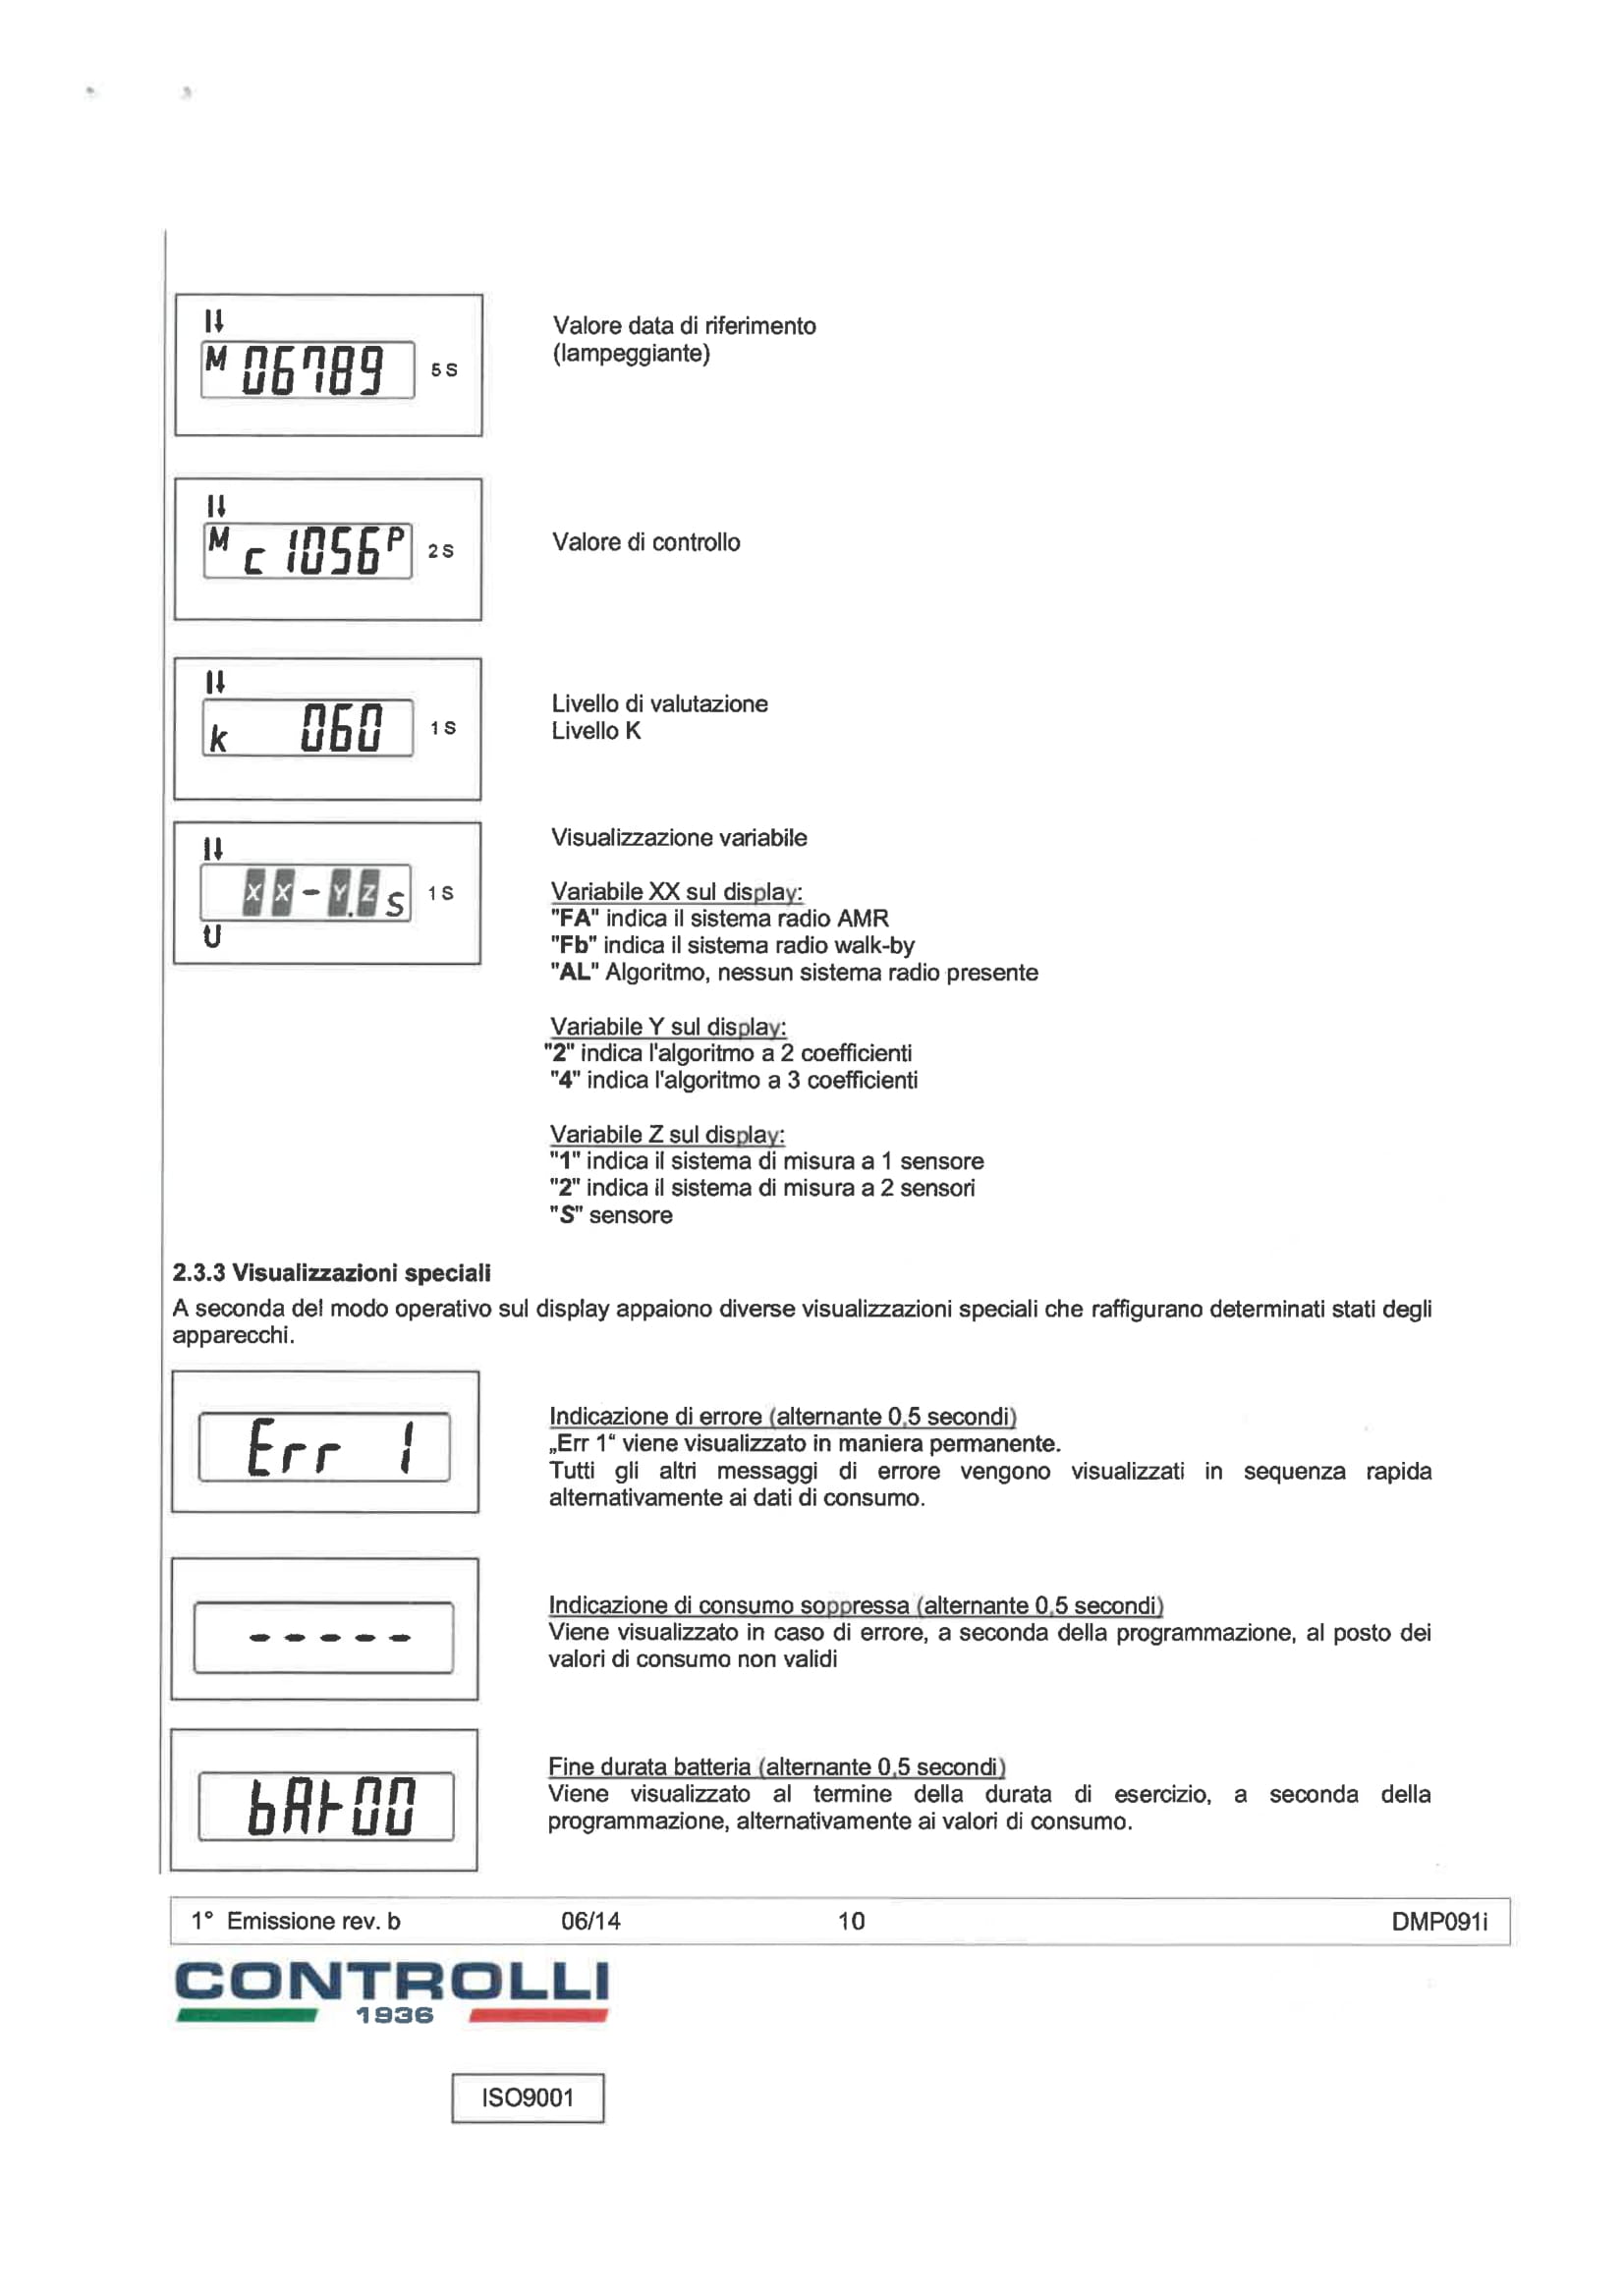 M 06789 5 S
Valore data di riferimento
(lampeggiante)
M c 1056 P 2 S
Valore di controllo
k 060 1 S
Livello di valutazione
Livello K
XX-Y.Z S 1 S
U
Visualizzazione variabile
Variabile XX sul display:
"FA" indica il sistema radio AMR
"Fb" indica il sistema radio walk-by
"AL" Algoritmo, nessun sistema radio presente
Variabile Y sul display:
"2" indica l'algoritmo a 2 coefficienti
"4" indica l'algoritmo a 3 coefficienti
Variabile Z sul display:
"1" indica il sistema di misura a 1 sensore
"2" indica il sistema di misura a 2 sensori
"S" sensore
2.3.3 Visualizzazioni speciali
A seconda del modo operativo sul display appaiono diverse visualizzazioni speciali che raffigurano determinati stati degli
apparecchi.
Err 1
Indicazione di errore (alternante 0,5 secondi)
„Err 1“ viene visualizzato in maniera permanente.
Tutti gli altri messaggi di errore vengono visualizzati in sequenza rapida
alternativamente ai dati di consumo.
- - - - -
Indicazione di consumo soppressa (alternante 0,5 secondi)
Viene visualizzato in caso di errore, a seconda della programmazione, al posto dei
valori di consumo non validi
bAt00
Fine durata batteria (alternante 0,5 secondi)
Viene visualizzato al termine della durata di esercizio, a seconda della
programmazione, alternativamente ai valori di consumo.
1° Emissione rev. b 06/14 10 DMP091i
CONTROLLI
1936
ISO9001